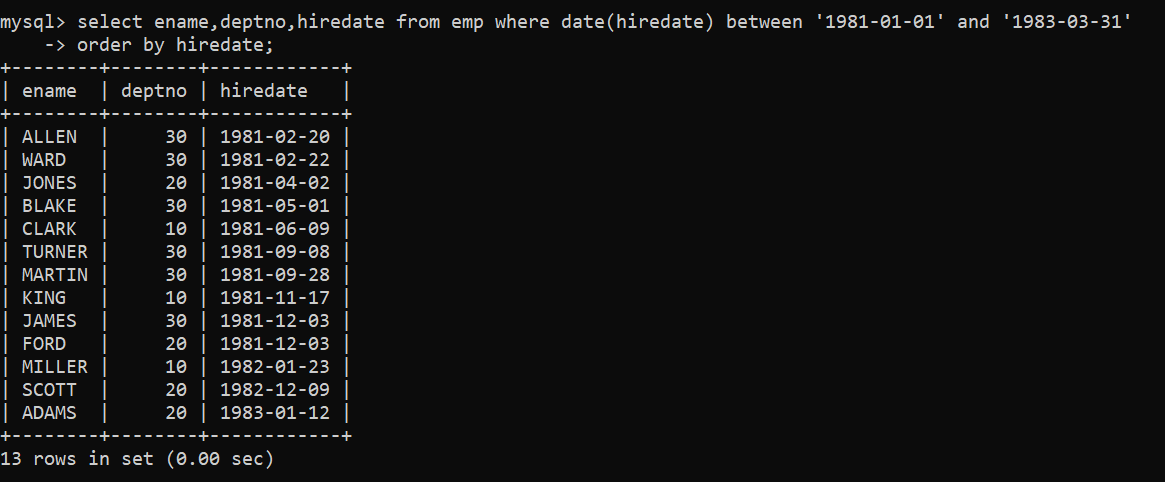 mysql> select ename,deptno,hiredate from emp where date(hiredate) between '1981-01-01' and '1983-03-31'
    -> order by hiredate;
+--------+--------+------------+
| ename  | deptno | hiredate   |
+--------+--------+------------+
| ALLEN  |     30 | 1981-02-20 |
| WARD   |     30 | 1981-02-22 |
| JONES  |     20 | 1981-04-02 |
| BLAKE  |     30 | 1981-05-01 |
| CLARK  |     10 | 1981-06-09 |
| TURNER |     30 | 1981-09-08 |
| MARTIN |     30 | 1981-09-28 |
| KING   |     10 | 1981-11-17 |
| JAMES  |     30 | 1981-12-03 |
| FORD   |     20 | 1981-12-03 |
| MILLER |     10 | 1982-01-23 |
| SCOTT  |     20 | 1982-12-09 |
| ADAMS  |     20 | 1983-01-12 |
+--------+--------+------------+
13 rows in set (0.00 sec)